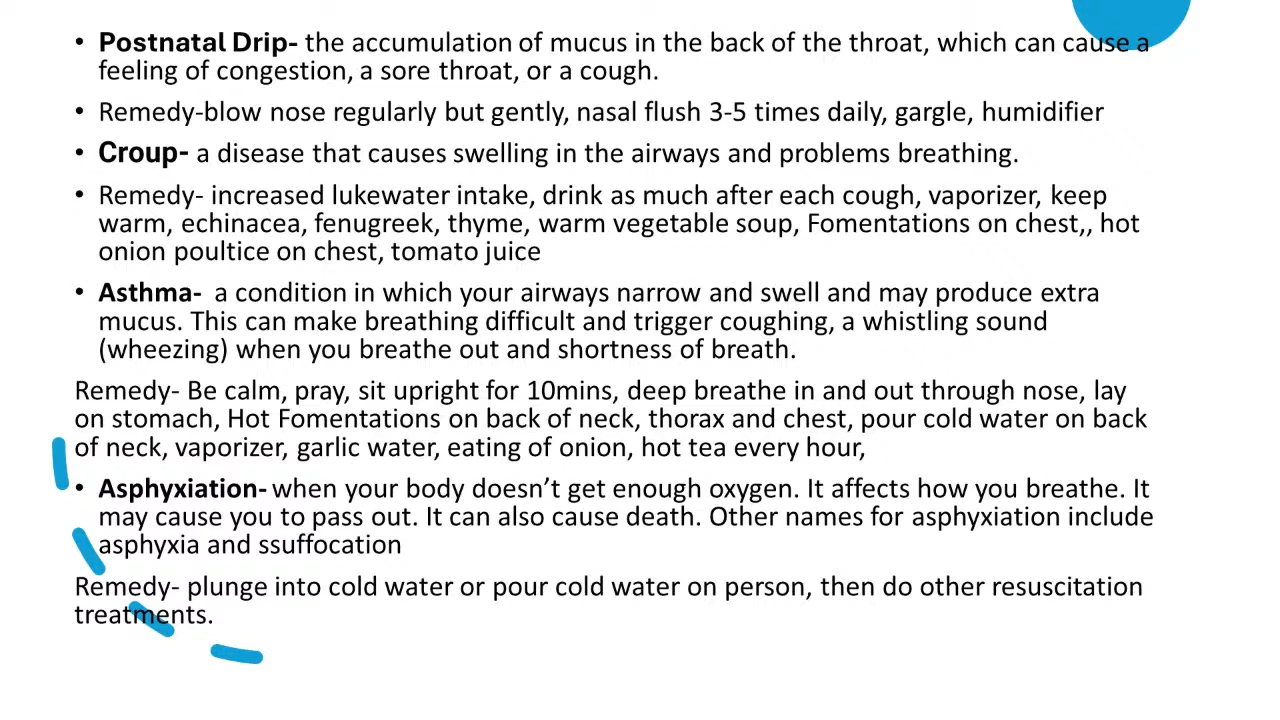 • Postnatal Drip- the accumulation of mucus in the back of the throat, which can cause a
feeling of congestion, a sore throat, or a cough.
• Remedy-blow nose regularly but gently, nasal flush 3-5 times daily, gargle, humidifier
• Croup- a disease that causes swelling in the airways and problems breathing.
• Remedy- increased lukewater intake, drink as much after each cough, vaporizer, keep
warm, echinacea, fenugreek, thyme, warm vegetable soup, Fomentations on chest,, hot
onion poultice on chest, tomato juice
• Asthma- a condition in which your airways narrow and swell and may produce extra
mucus. This can make breathing difficult and trigger coughing, a whistling sound
(wheezing) when you breathe out and shortness of breath.
Remedy- Be calm, pray, sit upright for 10mins, deep breathe in and out through nose, lay
on stomach, Hot Fomentations on back of neck, thorax and chest, pour cold water on back
of neck, vaporizer, garlic water, eating of onion, hot tea every hour,
• Asphyxiation- when your body doesn’t get enough oxygen. It affects how you breathe. It
may cause you to pass out. It can also cause death. Other names for asphyxiation include
asphyxia and ssuffocation
Remedy- plunge into cold water or pour cold water on person, then do other resuscitation
treatments.